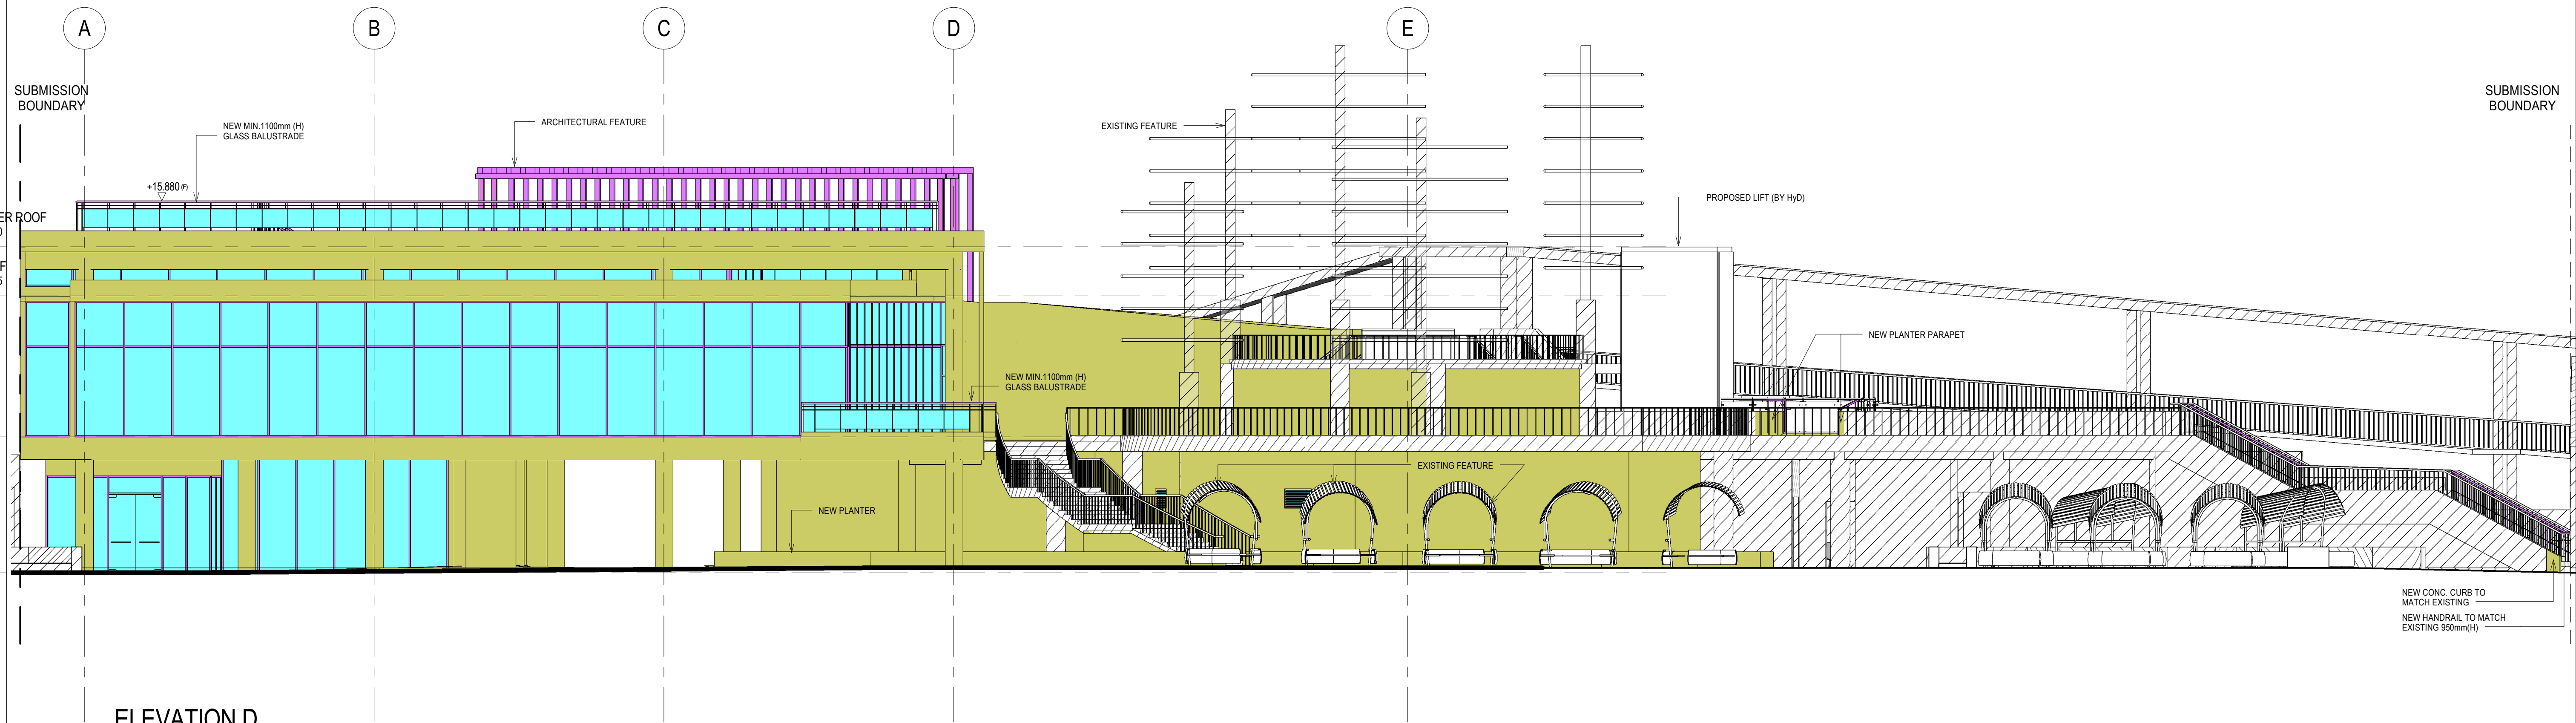 A
B
C
D
E
SUBMISSION
BOUNDARY
SUBMISSION
BOUNDARY
NEW MIN.1100mm (H)
GLASS BALUSTRADE
ARCHITECTURAL FEATURE
EXISTING FEATURE
+15.880 (F)
PROPOSED LIFT (BY HyD)
ROOF
NEW PLANTER PARAPET
NEW MIN.1100mm (H)
GLASS BALUSTRADE
EXISTING FEATURE
NEW PLANTER
NEW CONC. CURB TO
MATCH EXISTING
NEW HANDRAIL TO MATCH
EXISTING 950mm(H)
ELEVATION D